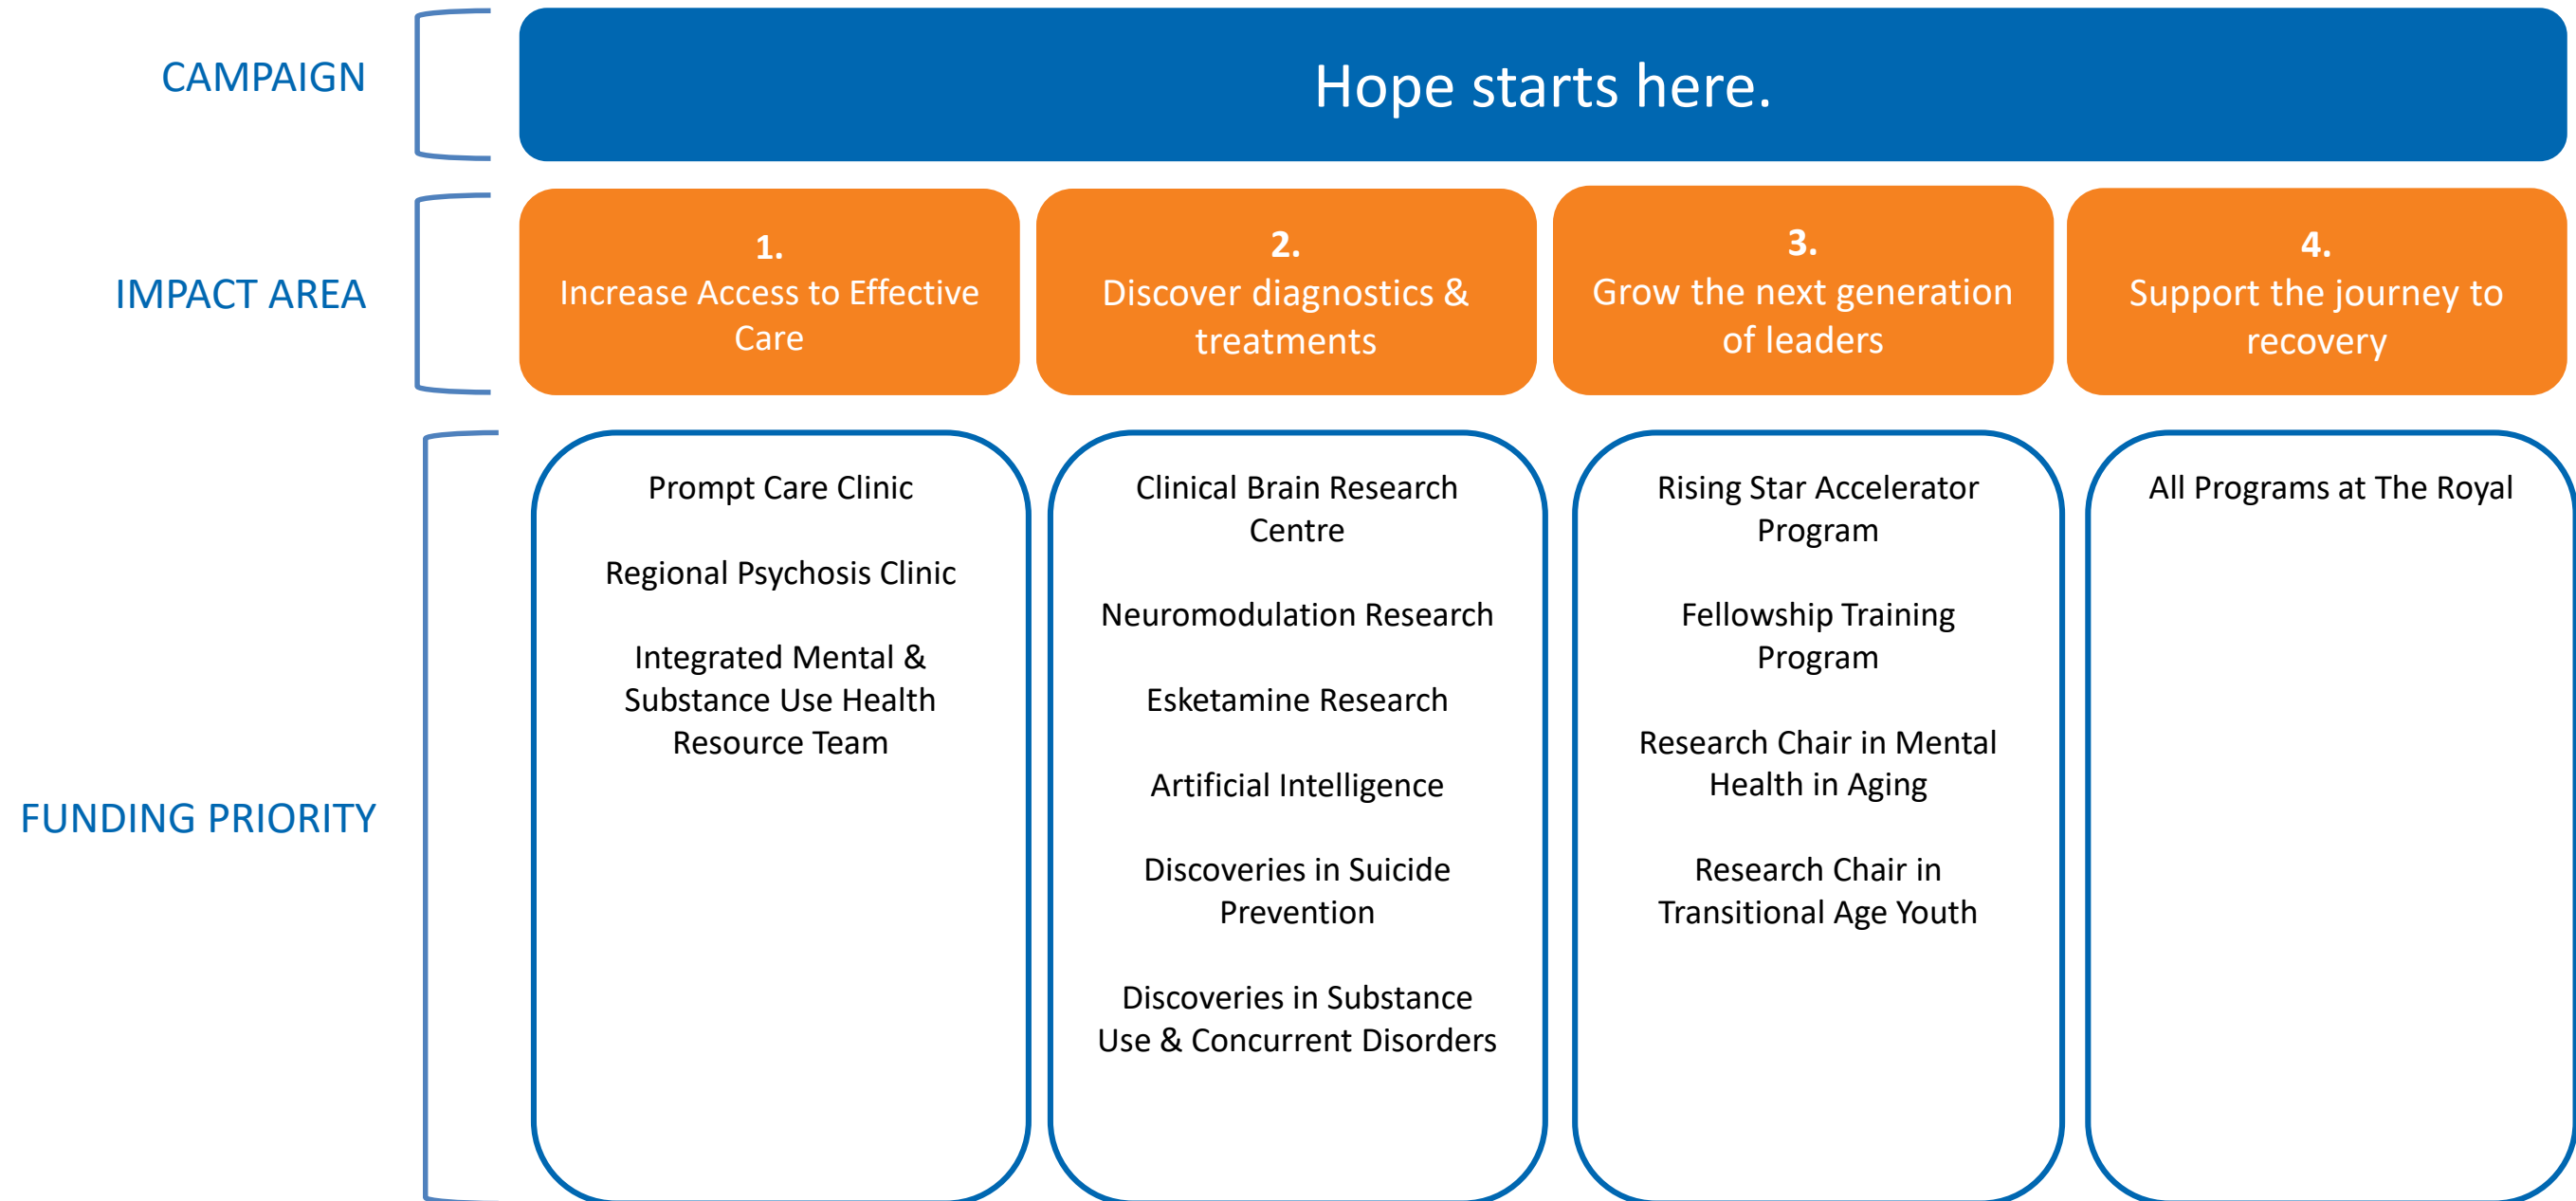 CAMPAIGN
Hope starts here.
IMPACT AREA
1.
Increase Access to Effective
Care
2.
Discover diagnostics &
treatments
3.
Grow the next generation
of leaders
4.
Support the journey to
recovery
FUNDING PRIORITY
Prompt Care Clinic
Regional Psychosis Clinic
Integrated Mental &
Substance Use Health
Resource Team
Clinical Brain Research
Centre
Neuromodulation Research
Esketamine Research
Artificial Intelligence
Discoveries in Suicide
Prevention
Discoveries in Substance
Use & Concurrent Disorders
Rising Star Accelerator
Program
Fellowship Training
Program
Research Chair in Mental
Health in Aging
Research Chair in
Transitional Age Youth
All Programs at The Royal